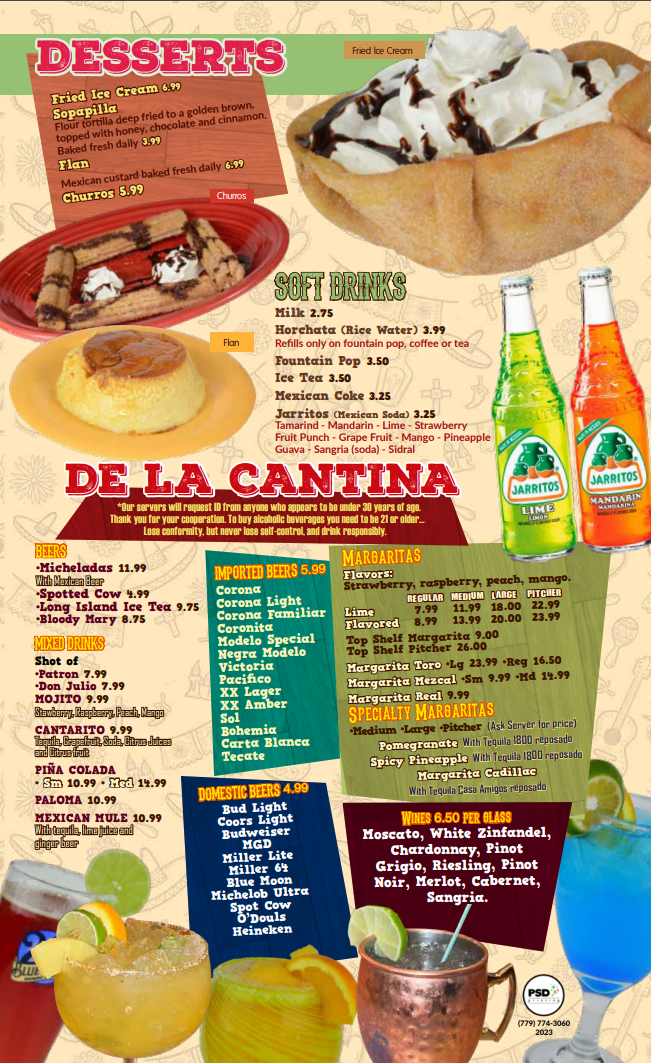 DESSERTS
Fried Ice Cream
Fried Ice Cream 6.99
Sopapilla
Flour tortilla deep fried to a golden brown,
topped with honey, chocolate and cinnamon.
Baked fresh daily 3.99
Flan
Mexican custard baked fresh daily 6.99
Churros 5.99
Churros
Flan
SOFT DRINKS
Milk 2.75
Horchata (Rice Water) 3.99
Refills only on fountain pop, coffee or tea
Fountain Pop 3.50
Ice Tea 3.50
Mexican Coke 3.25
Jarritos (Mexican Soda) 3.25
Tamarind - Mandarin - Lime - Strawberry
Fruit Punch - Grape Fruit - Mango - Pineapple
Guava - Sangria (soda) - Sidral
JARRITOS
LIME
LIMON
JARRITOS
MANDARIN
MANDARINA
DE LA CANTINA
*Our servers will request ID from anyone who appears to be under 30 years of age.
Thank you for your cooperation. To buy alcoholic beverages you need to be 21 or older...
Loss conformity, but never lose self-control, and drink responsibly.
BEERS
•Micheladas 11.99
With Mexican Beer
•Spotted Cow 4.99
•Long Island Ice Tea 9.75
•Bloody Mary 8.75
MIXED DRINKS
Shot of
•Patron 7.99
•Don Julio 7.99
MOJITO 9.99
Stawberry, Raspberry, Peach, Mango
CANTARITO 9.99
Tequila, Grapefruit, Soda, Citrus Juices
and Citrus fruit
PIÑA COLADA
• Sm 10.99 • Med 14.99
PALOMA 10.99
MEXICAN MULE 10.99
With tequila, lime juice and
ginger beer
IMPORTED BEERS 5.99
Corona
Corona Light
Corona Familiar
Coronita
Modelo Special
Negra Modelo
Victoria
Pacifico
XX Lager
XX Amber
Sol
Bohemia
Carta Blanca
Tecate
DOMESTIC BEERS 4.99
Bud Light
Coors Light
Budweiser
MGD
Miller Lite
Miller 64
Blue Moon
Michelob Ultra
Spot Cow
O'Douls
Heineken
MARGARITAS
Flavors:
Strawberry, raspberry, peach, mango.
REGULAR MEDIUM LARGE PITCHER
Lime 7.99 11.99 18.00 22.99
Flavored 8.99 13.99 20.00 23.99
Top Shelf Margarita 9.00
Top Shelf Pitcher 26.00
Margarita Toro •Lg 23.99 •Reg 16.50
Margarita Mezcal •Sm 9.99 •Md 14.99
Margarita Real 9.99
SPECIALTY MARGARITAS
•Medium •Large •Pitcher (Ask Server for price)
Pomegranate With Tequila 1800 reposado
Spicy Pineapple With Tequila 1800 reposado
Margarita Cadillac
With Tequila Casa Amigos reposado
WINES 6.50 PER GLASS
Moscato, White Zinfandel,
Chardonnay, Pinot
Grigio, Riesling, Pinot
Noir, Merlot, Cabernet,
Sangria.
BLUE
PSD
printing
(779) 774-3060
2023